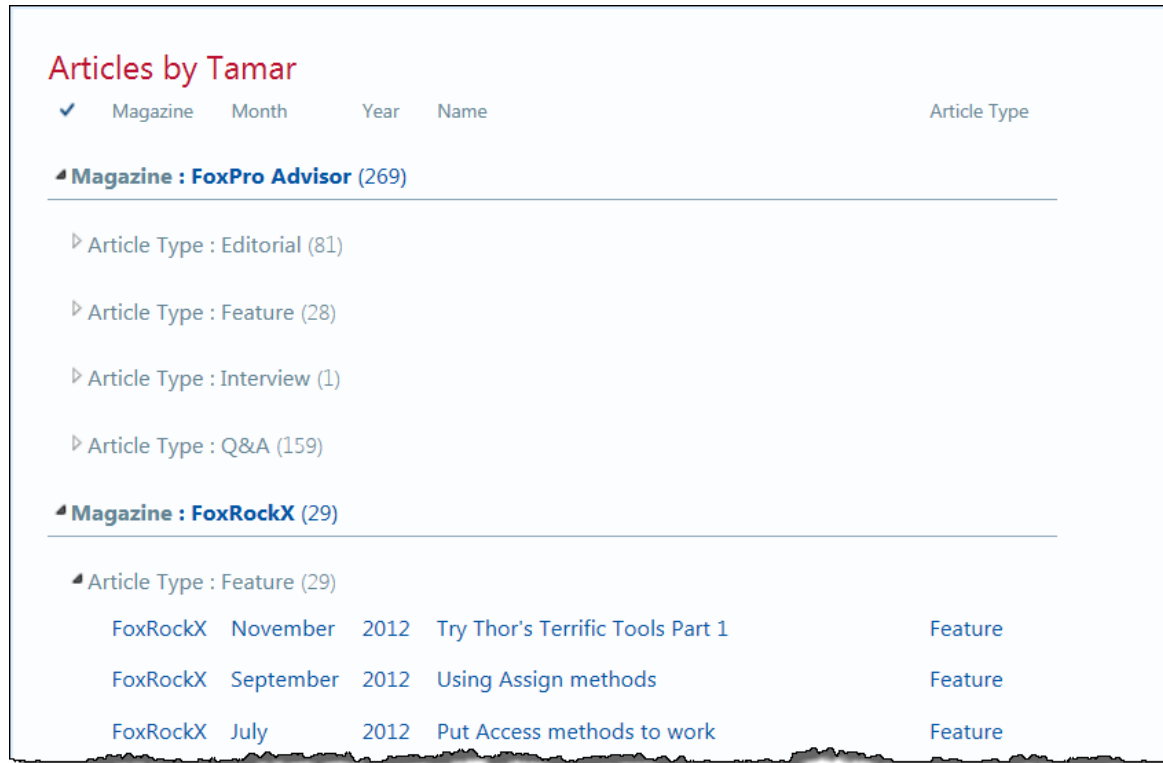 Articles by Tamar
Magazine Month Year Name Article Type
Magazine : FoxPro Advisor (269)
Article Type : Editorial (81)
Article Type : Feature (28)
Article Type : Interview (1)
Article Type : Q&A (159)
Magazine : FoxRockX (29)
Article Type : Feature (29)
FoxRockX November 2012 Try Thor's Terrific Tools Part 1 Feature
FoxRockX September 2012 Using Assign methods Feature
FoxRockX July 2012 Put Access methods to work Feature